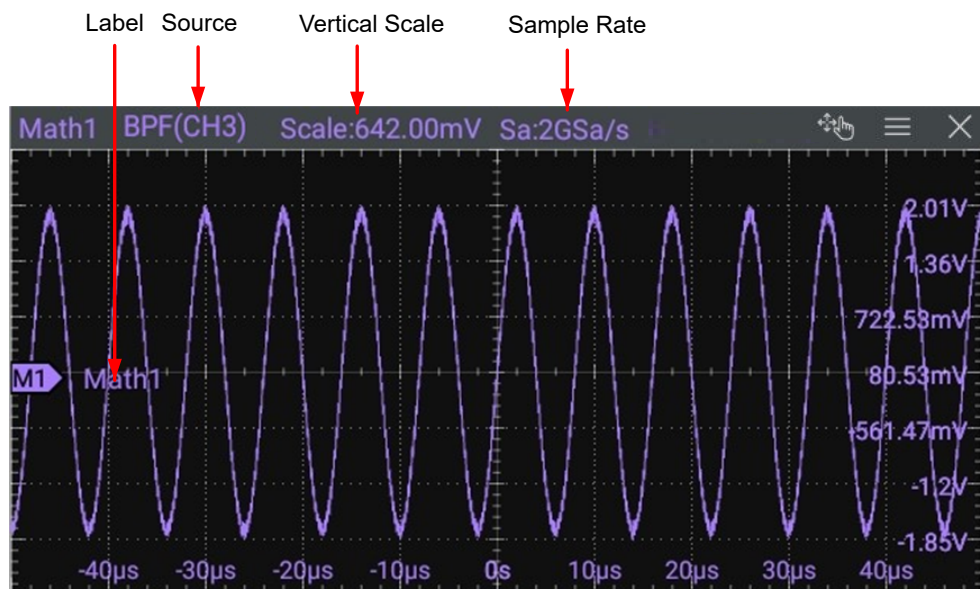 Label Source Vertical Scale Sample Rate
Math1 BPF(CH3) Scale:642.00mV Sa:2GSa/s
2.01V
1.36V
722.53mV
M1 Math1 80.53mV
-561.47mV
-1.2V
-1.85V
-40µs -30µs -20µs -10µs 0s 10µs 20µs 30µs 40µs